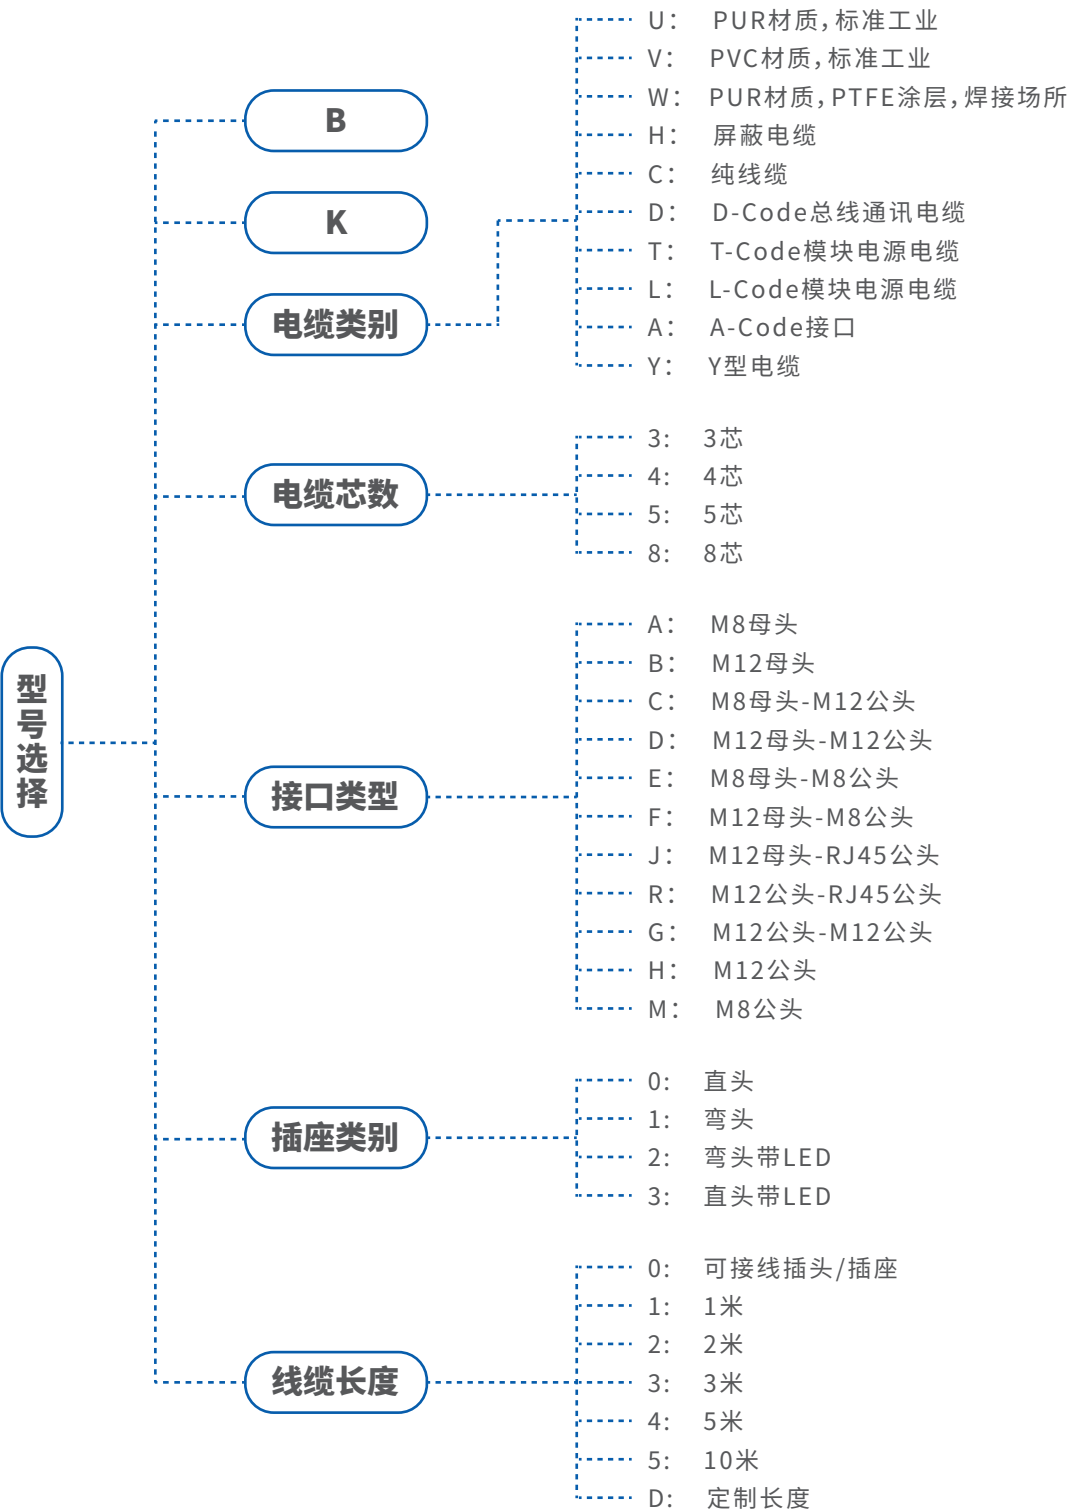 型号选择
B
K
电缆类别
U： PUR材质，标准工业
V： PVC材质，标准工业
W： PUR材质，PTFE涂层，焊接场所
H： 屏蔽电缆
C： 纯线缆
D： D-Code总线通讯电缆
T： T-Code模块电源电缆
L： L-Code模块电源电缆
A： A-Code接口
Y： Y型电缆
电缆芯数
3: 3芯
4: 4芯
5: 5芯
8: 8芯
接口类型
A： M8母头
B： M12母头
C： M8母头-M12公头
D： M12母头-M12公头
E： M8母头-M8公头
F： M12母头-M8公头
J： M12母头-RJ45公头
R： M12公头-RJ45公头
G： M12公头-M12公头
H： M12公头
M： M8公头
插座类别
0: 直头
1: 弯头
2: 弯头带LED
3: 直头带LED
线缆长度
0: 可接线插头/插座
1: 1米
2: 2米
3: 3米
4: 5米
5: 10米
D: 定制长度